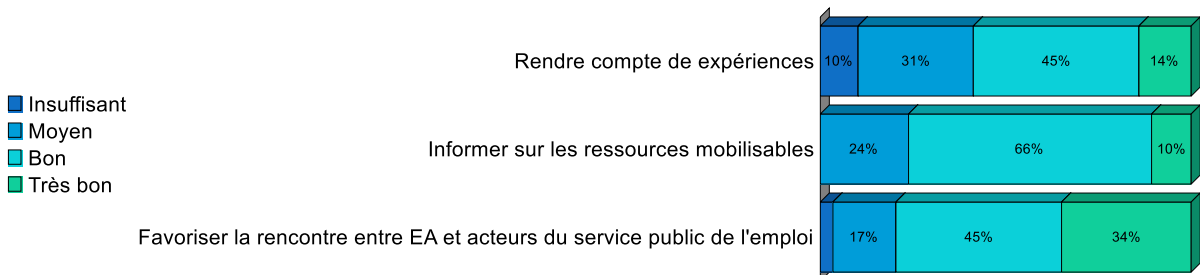 Insuffisant
Moyen
Bon
Très bon
Rendre compte de expériences
10% 31% 45% 14%
Informer sur les ressources mobilisables
24% 66% 10%
Favoriser la rencontre entre EA et acteurs du service public de l'emploi
17% 45% 34%